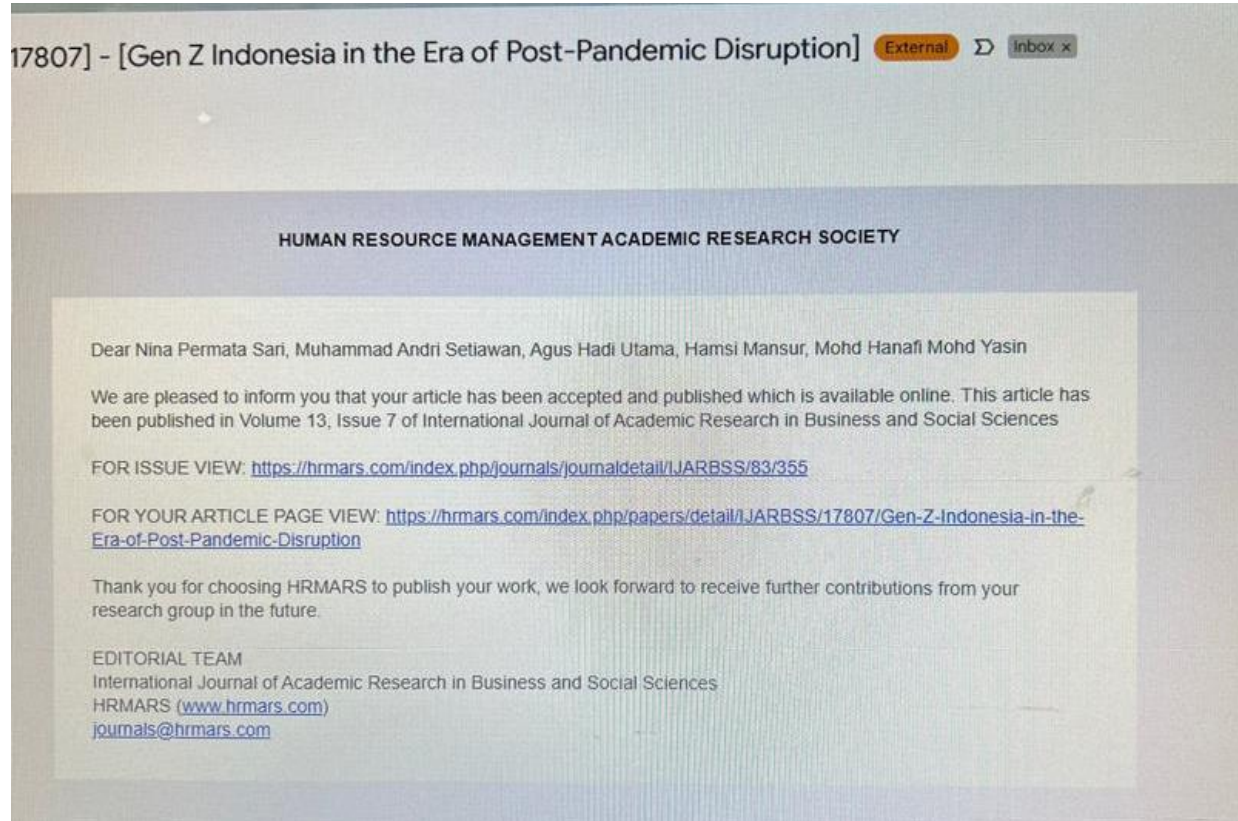 17807] - [Gen Z Indonesia in the Era of Post-Pandemic Disruption] External Inbox x
HUMAN RESOURCE MANAGEMENT ACADEMIC RESEARCH SOCIETY
Dear Nina Permata Sari, Muhammad Andri Setiawan, Agus Hadi Utama, Hamsi Mansur, Mohd Hanafi Mohd Yasin
We are pleased to inform you that your article has been accepted and published which is available online. This article has
been published in Volume 13, Issue 7 of International Journal of Academic Research in Business and Social Sciences
FOR ISSUE VIEW: https://hrmars.com/index.php/journals/journaldetail/IJARBSS/83/355
FOR YOUR ARTICLE PAGE VIEW: https://hrmars.com/index.php/papers/detail/IJARBSS/17807/Gen-Z-Indonesia-in-the-
Era-of-Post-Pandemic-Disruption
Thank you for choosing HRMARS to publish your work, we look forward to receive further contributions from your
research group in the future.
EDITORIAL TEAM
International Journal of Academic Research in Business and Social Sciences
HRMARS (www.hrmars.com)
journals@hrmars.com